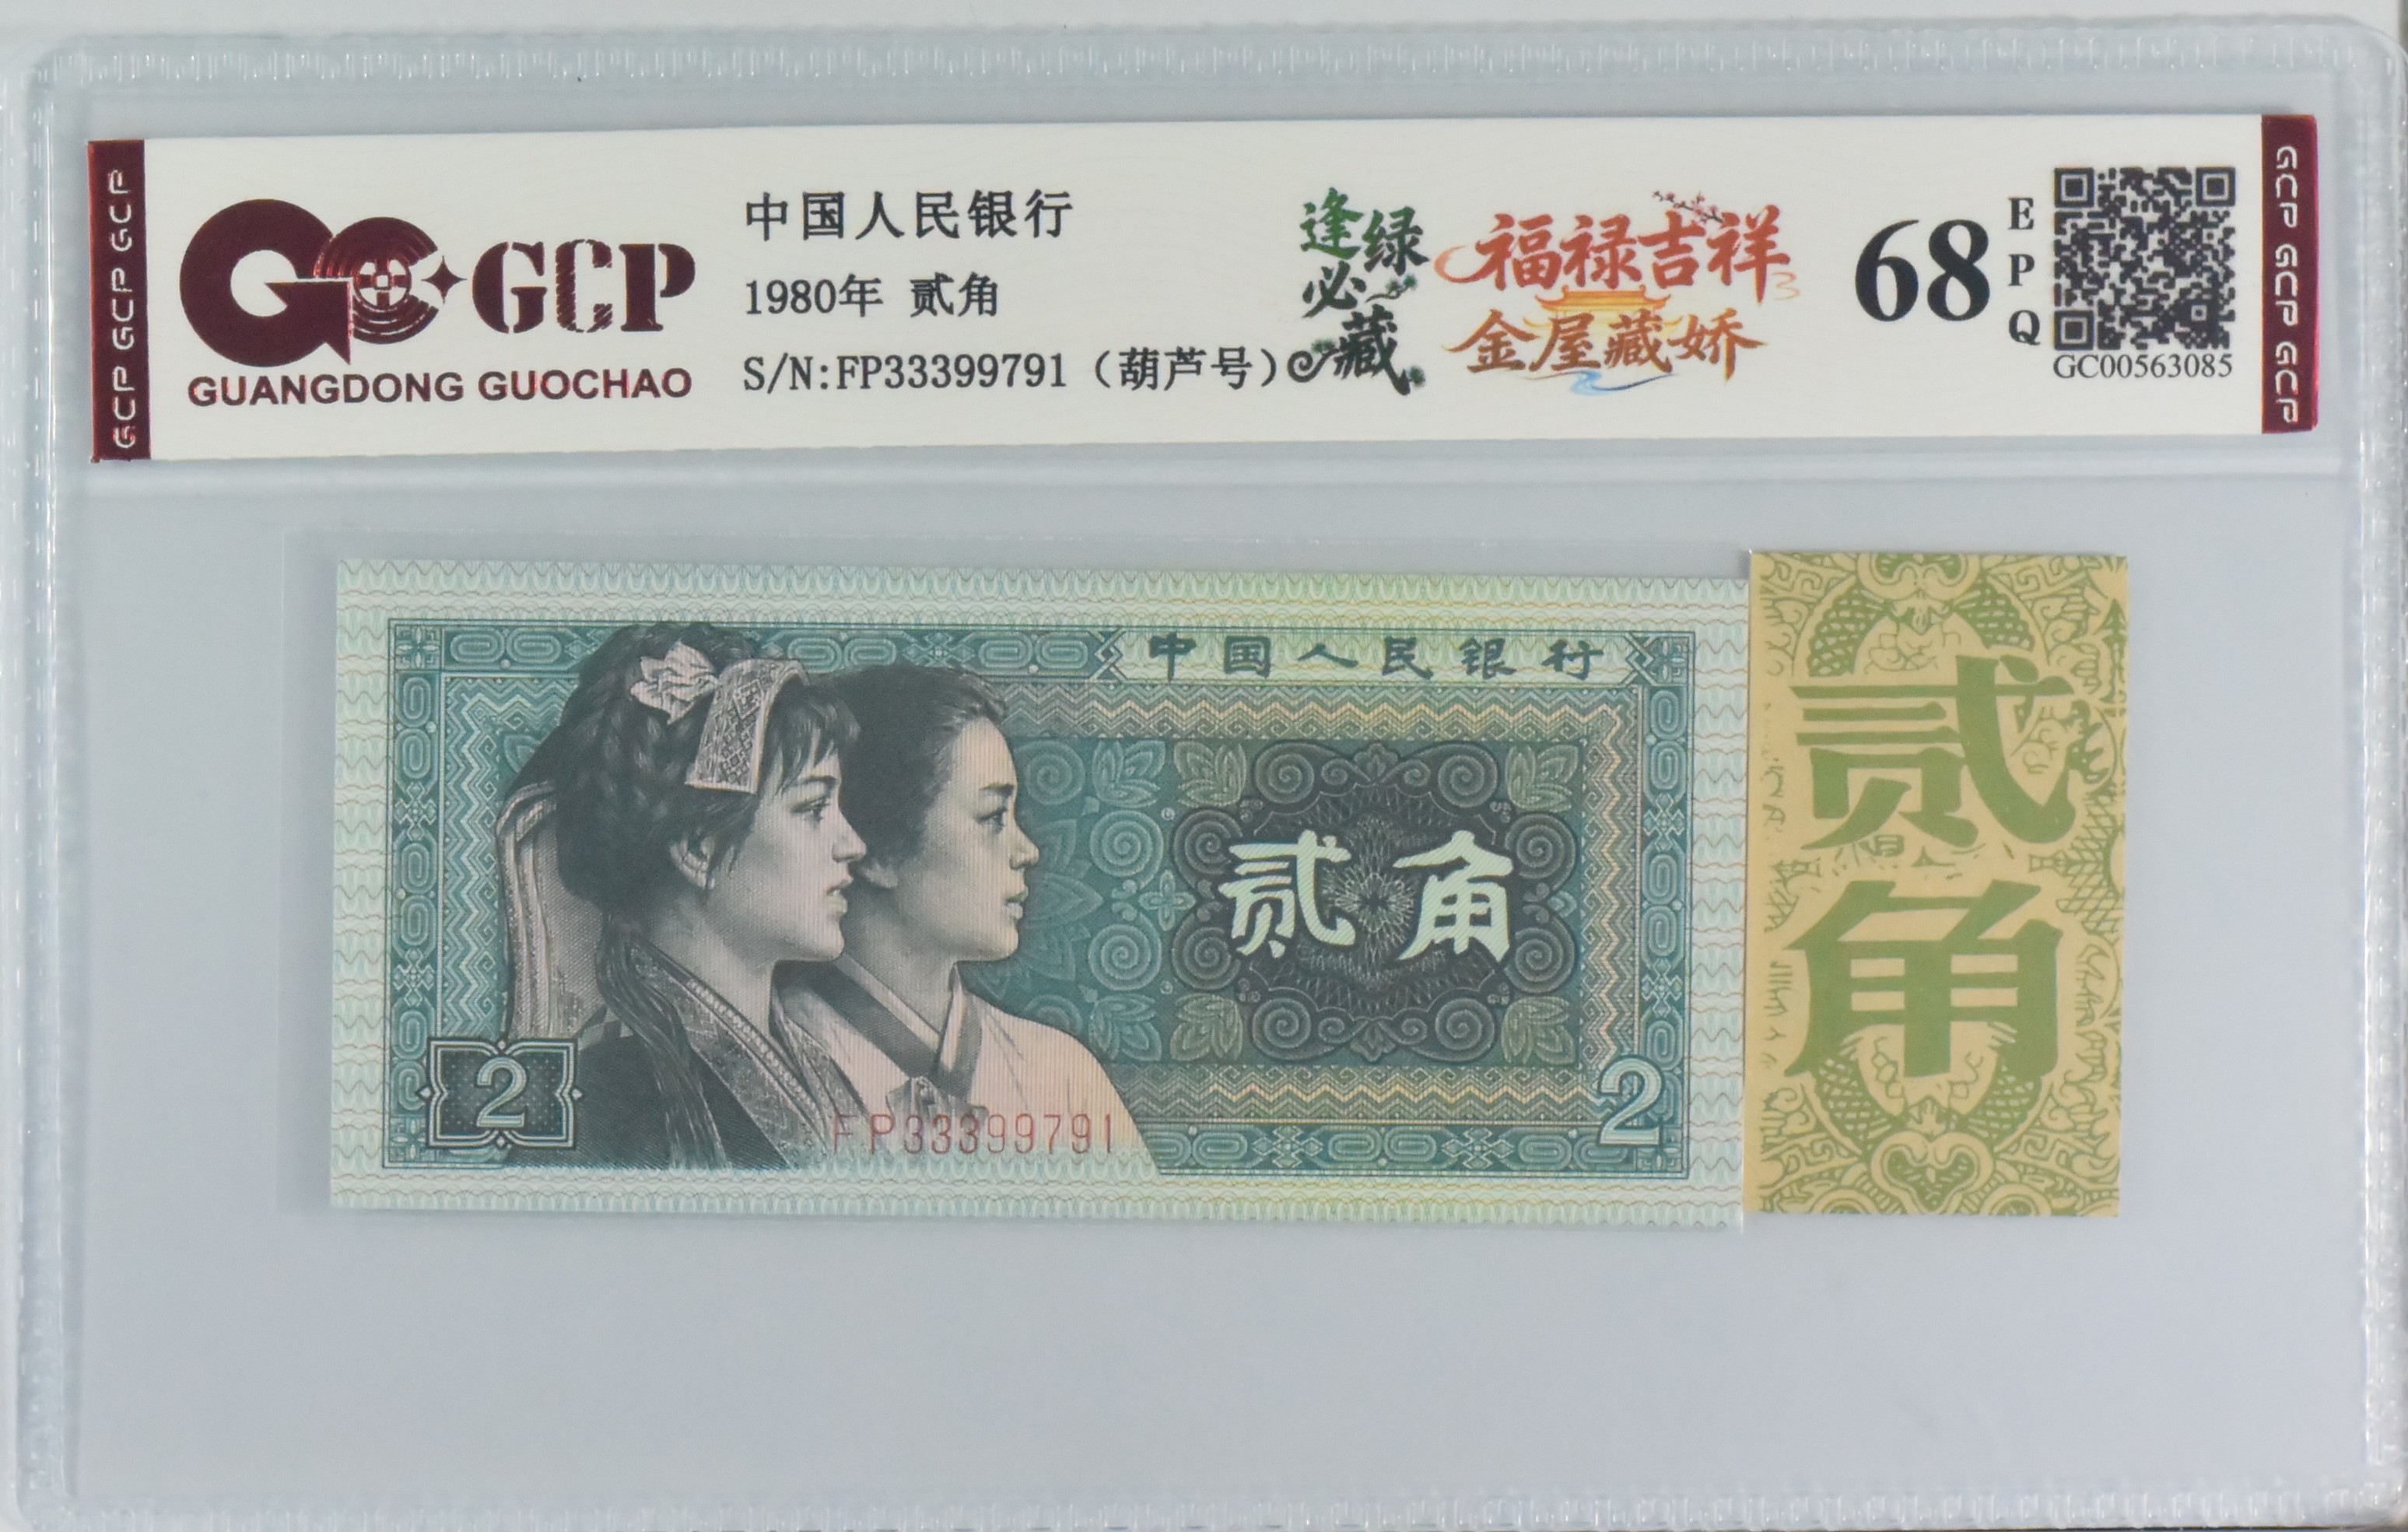 GCP GCP GCP
GCP
GUANGDONG GUOCHAO
中国人民银行
1980年 贰角
S/N:FP33399791（葫芦号）
逢绿
必藏
福禄吉祥
金屋藏娇
68
EPQ
GC00563085
GCP GCP GCP
中国人民银行
贰角
2
FP33399791
2
贰角